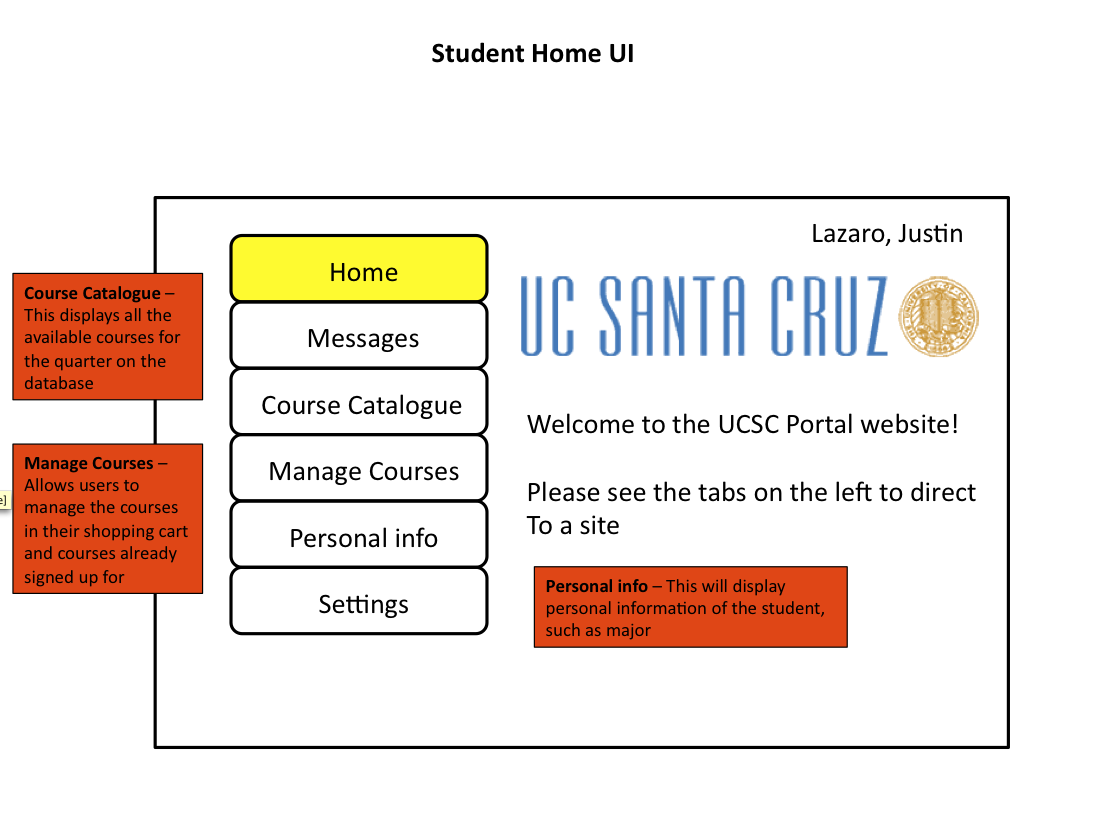 Student Home UI
Lazaro, Justin
Home
Messages
Course Catalogue
Manage Courses
Personal info
Settings
UC SANTA CRUZ
Welcome to the UCSC Portal website!
Please see the tabs on the left to direct
To a site
Course Catalogue –
This displays all the
available courses for
the quarter on the
database
Manage Courses –
Allows users to
manage the courses
in their shopping cart
and courses already
signed up for
e]
Personal info – This will display
personal information of the student,
such as major